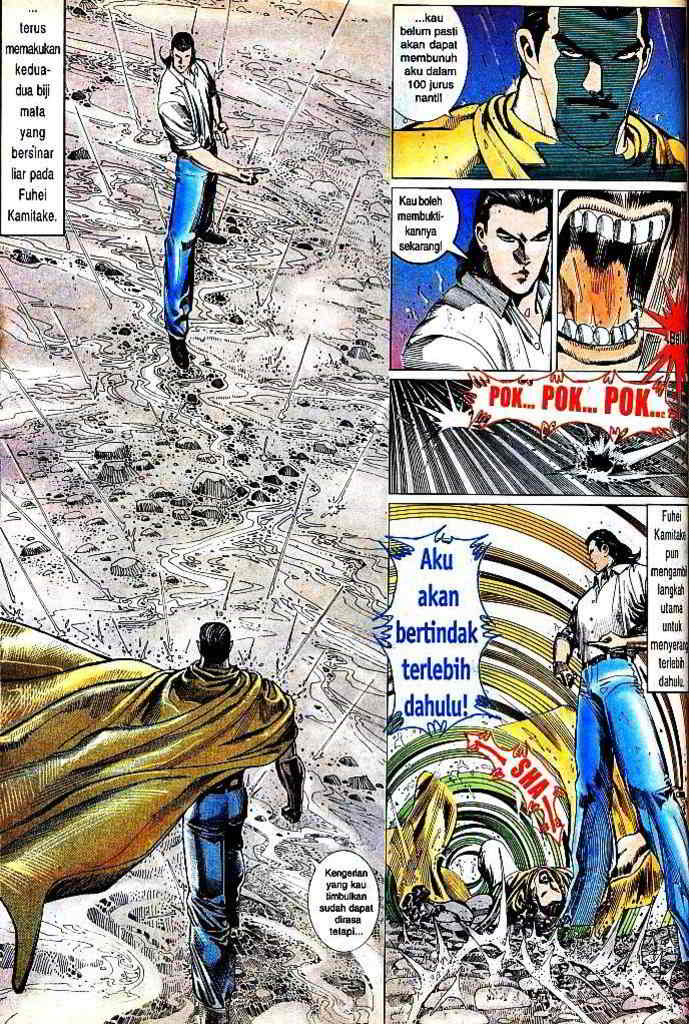 ...
terus
memakukan
kedua-
dua biji
mata
yang
bersinar
liar pada
Fuhei
Kamitake.
Kengerian
yang kau
timbulkan
sudah dapat
dirasa
tetapi...
...kau
belum pasti
akan dapat
membunuh
aku dalam
100 jurus
nanti!
Kau boleh
membukti-
kannya
sekarang!
POK... POK... POK...
Fuhei
Kamitake
pun
mengambil
langkah
utama
untuk
menyerang
terlebih
dahulu.
Aku
akan
bertindak
terlebih
dahulu!
SHA